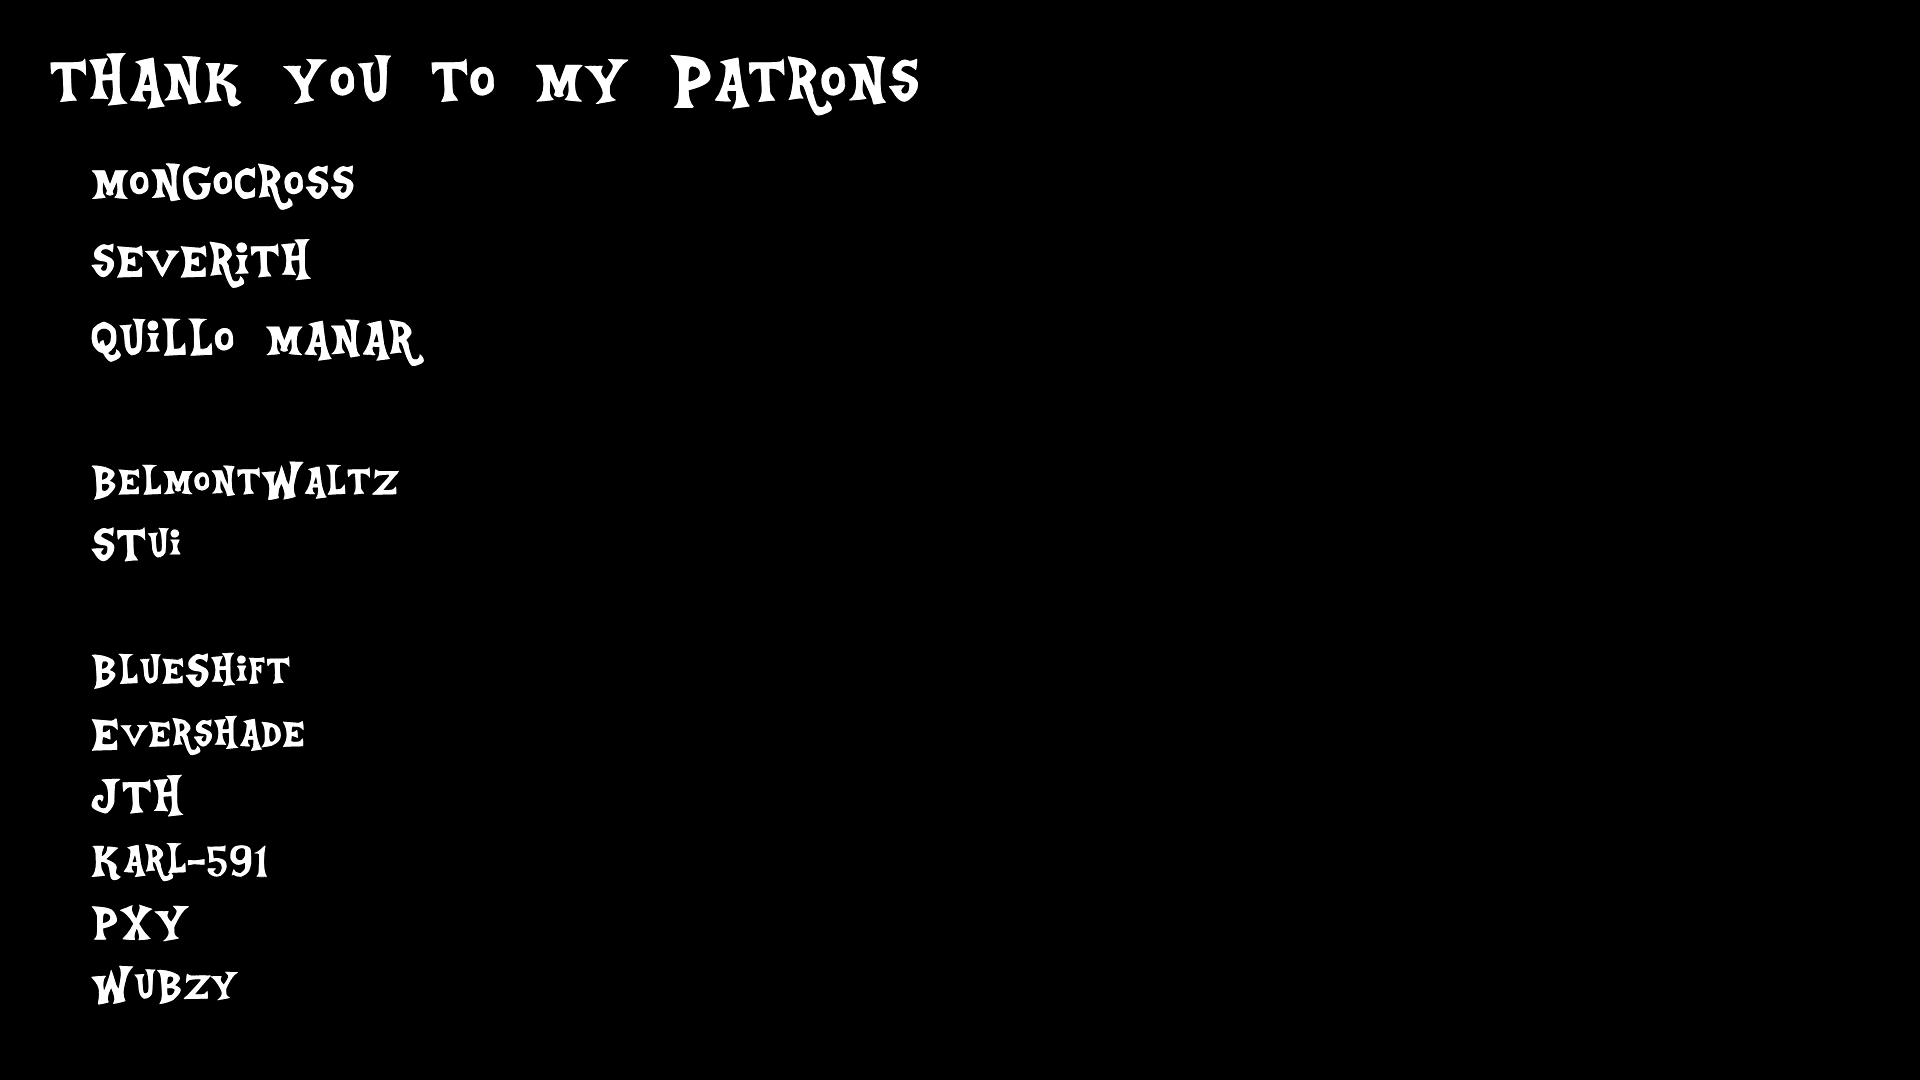 Thank you to my Patrons
mongocross
severith
Quillo Manar
BelmontWaltz
Stui
BlueShift
Evershade
JTH
Karl-591
PXY
Wubzy